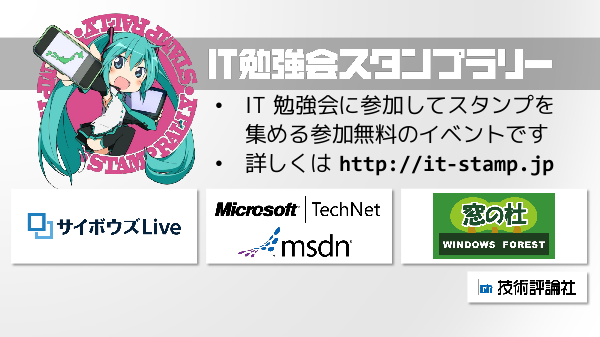 IT勉強会スタンプラリー
• IT 勉強会に参加してスタンプを
集める参加無料のイベントです
• 詳しくは http://it-stamp.jp
サイボウズLive
Microsoft TechNet
msdn
窓の杜
WINDOWS FOREST
技術評論社